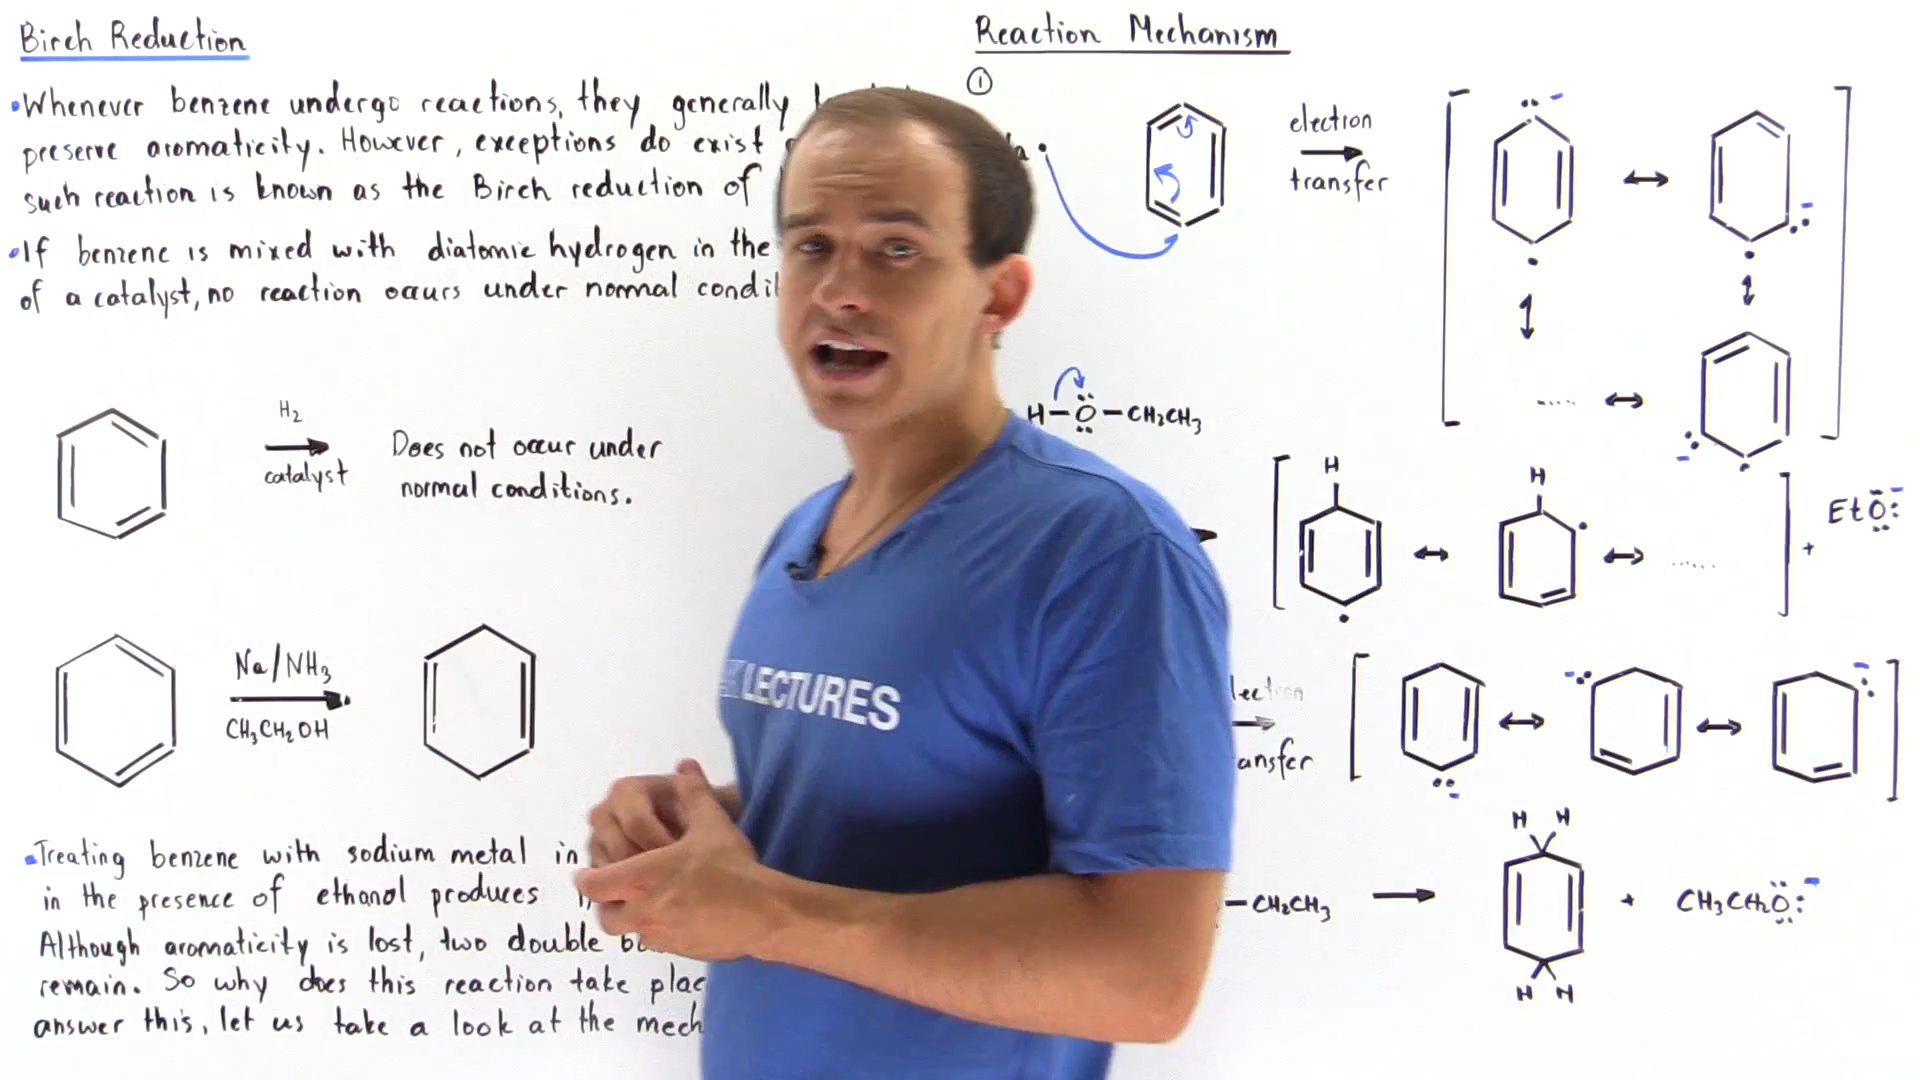 Birch Reduction
•Whenever benzene undergo reactions, they generally
preserve aromaticity. However, exceptions do exist
such reaction is known as the Birch reduction of
•If benzene is mixed with diatomic hydrogen in the
of a catalyst, no reaction occurs under normal condi
H2
catalyst
Does not occur under
normal conditions.
Na/NH3
CH3CH2OH
•Treating benzene with sodium metal in
in the presence of ethanol produces
Although aromaticity is lost, two double
remain. So why does this reaction take plac
answer this, let us take a look at the mech
Reaction Mechanism
①
a•
election
transfer
H-Ö-CH2CH3
H
H
+ EtÖ:⁻
lection
ansfer
-CH2CH3
H H
H H
+ CH3CH2Ö:⁻
LECTURES